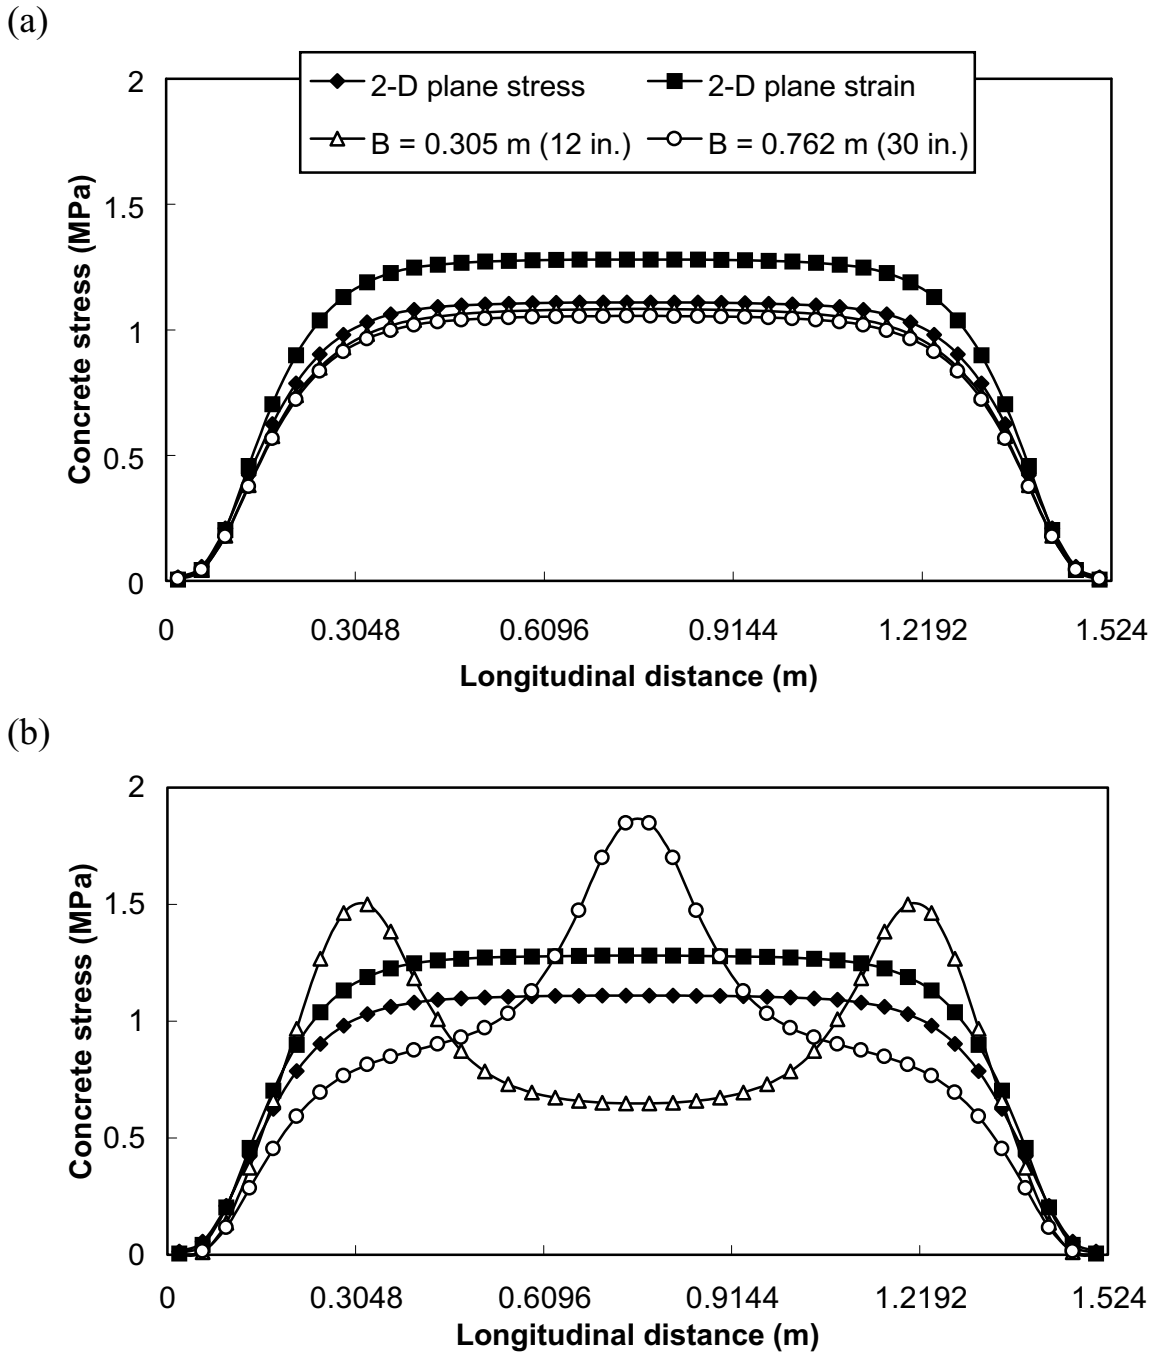 (a)
2-D plane stress
2-D plane strain
B = 0.305 m (12 in.)
B = 0.762 m (30 in.)
Concrete stress (MPa)
2
1.5
1
0.5
0
0 0.3048 0.6096 0.9144 1.2192 1.524
Longitudinal distance (m)
(b)
Concrete stress (MPa)
2
1.5
1
0.5
0
0 0.3048 0.6096 0.9144 1.2192 1.524
Longitudinal distance (m)